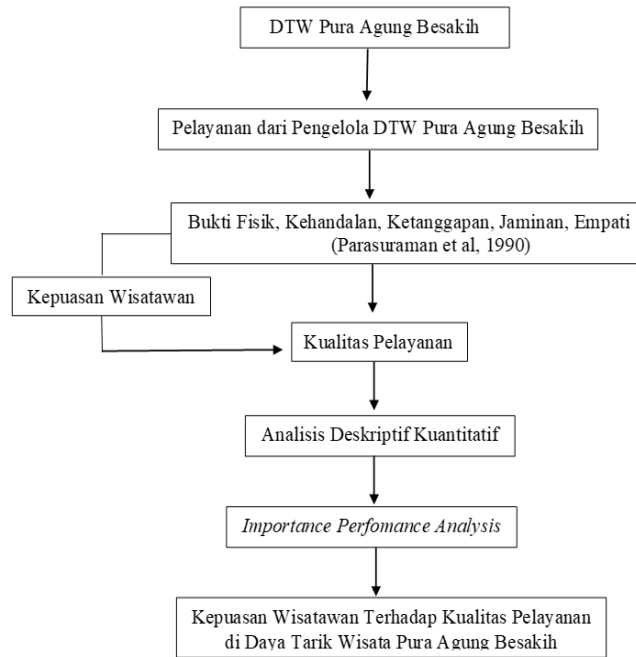 DTW Pura Agung Besakih
Pelayanan dari Pengelola DTW Pura Agung Besakih
Bukti Fisik, Kehandalan, Ketanggapan, Jaminan, Empati
(Parasuraman et al, 1990)
Kepuasan Wisatawan
Kualitas Pelayanan
Analisis Deskriptif Kuantitatif
Importance Perfomance Analysis
Kepuasan Wisatawan Terhadap Kualitas Pelayanan
di Daya Tarik Wisata Pura Agung Besakih